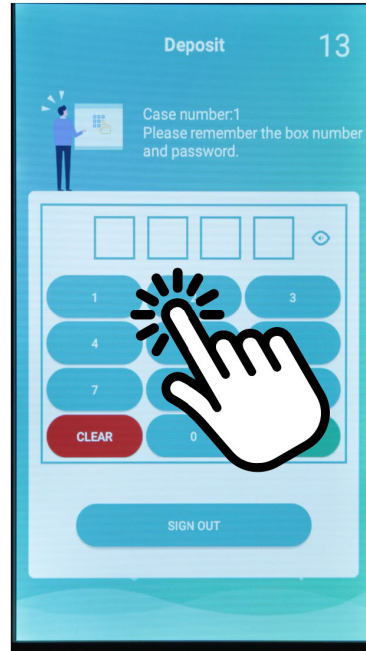 Deposit
13
Case number:1
Please remember the box number
and password.
1
3
4
7
CLEAR
0
SIGN OUT